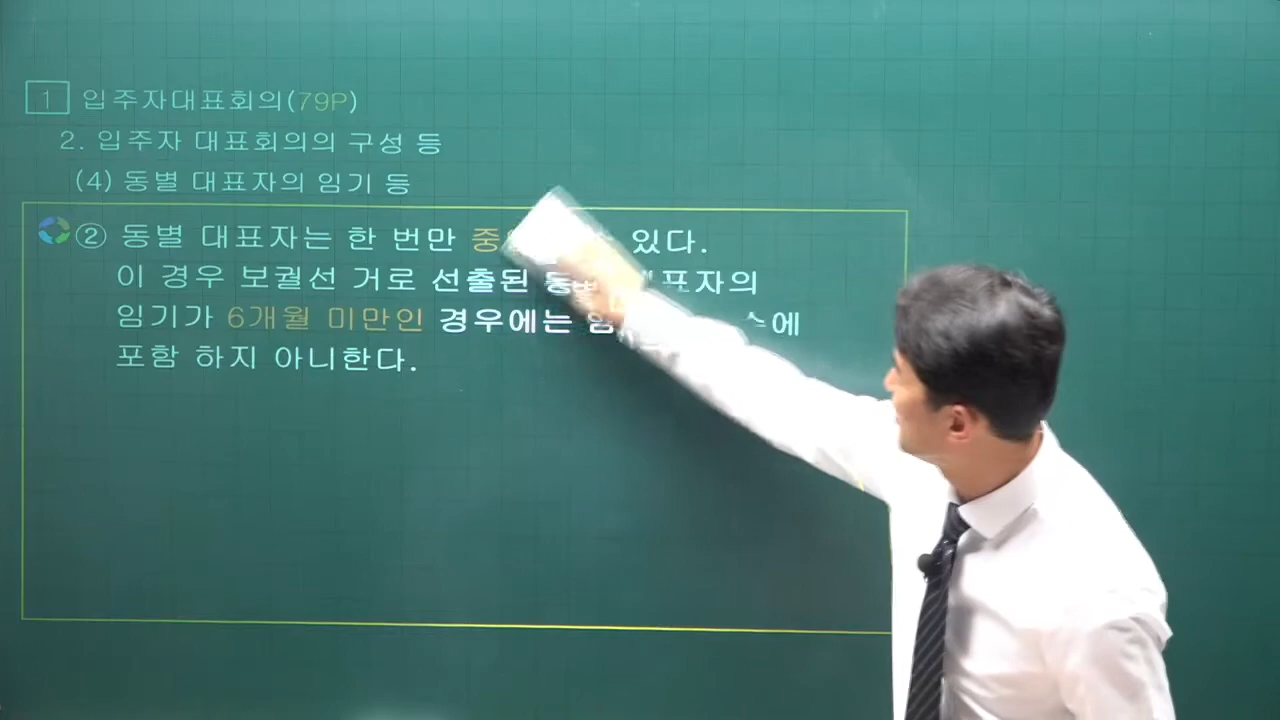 1 입주자대표회의(79P)
2. 입주자 대표회의의 구성 등
(4) 동별 대표자의 임기 등
② 동별 대표자는 한 번만 있다.
이 경우 보궐선 거로 선출된 대표자의
임기가 6개월 미만인 경우에는
포함 하지 아니한다.